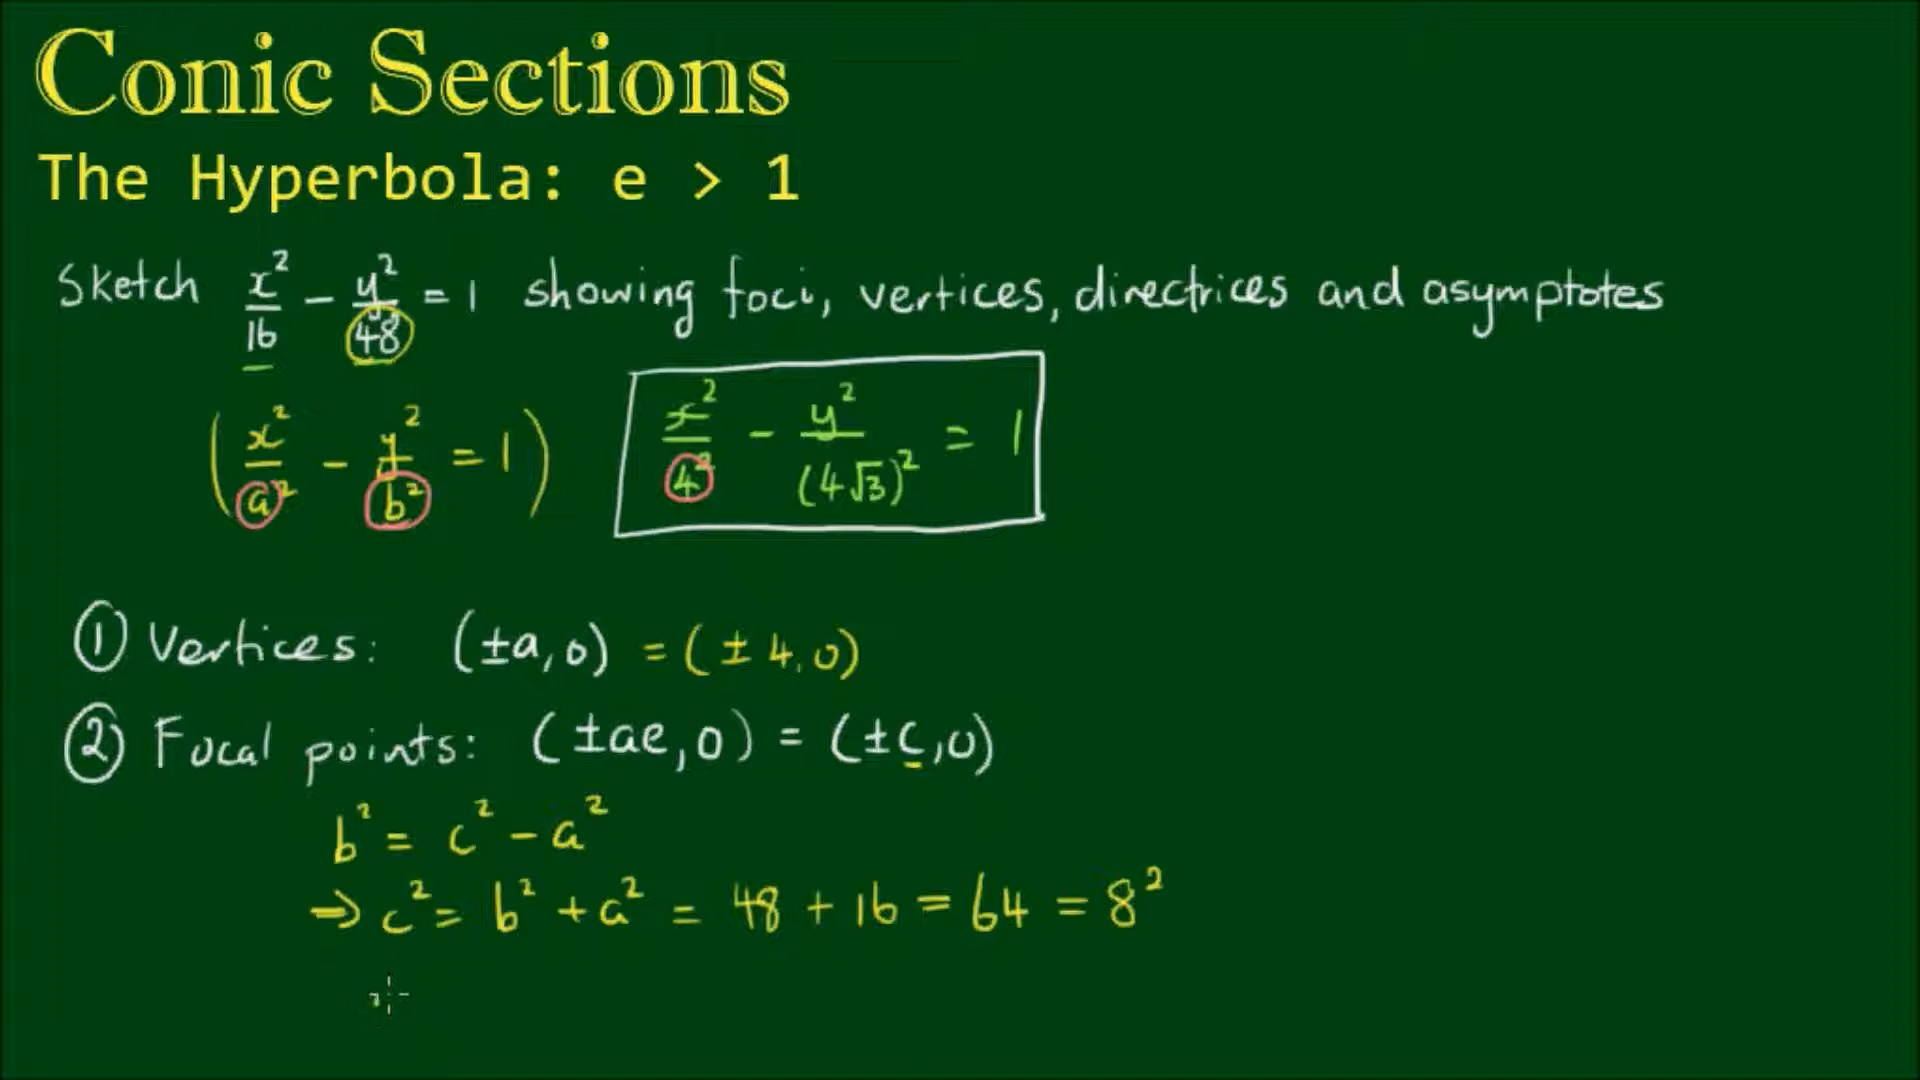 Conic Sections
The Hyperbola: e > 1
Sketch x²/16 − y²/48 = 1 showing foci, vertices, directrices and asymptotes
(x²/a² − y²/b² = 1) x²/4² − y²/(4√3)² = 1
① Vertices: (±a, 0) = (±4, 0)
② Focal points: (±ae, 0) = (±c, 0)
b² = c² − a²
⇒ c² = b² + a² = 48 + 16 = 64 = 8²